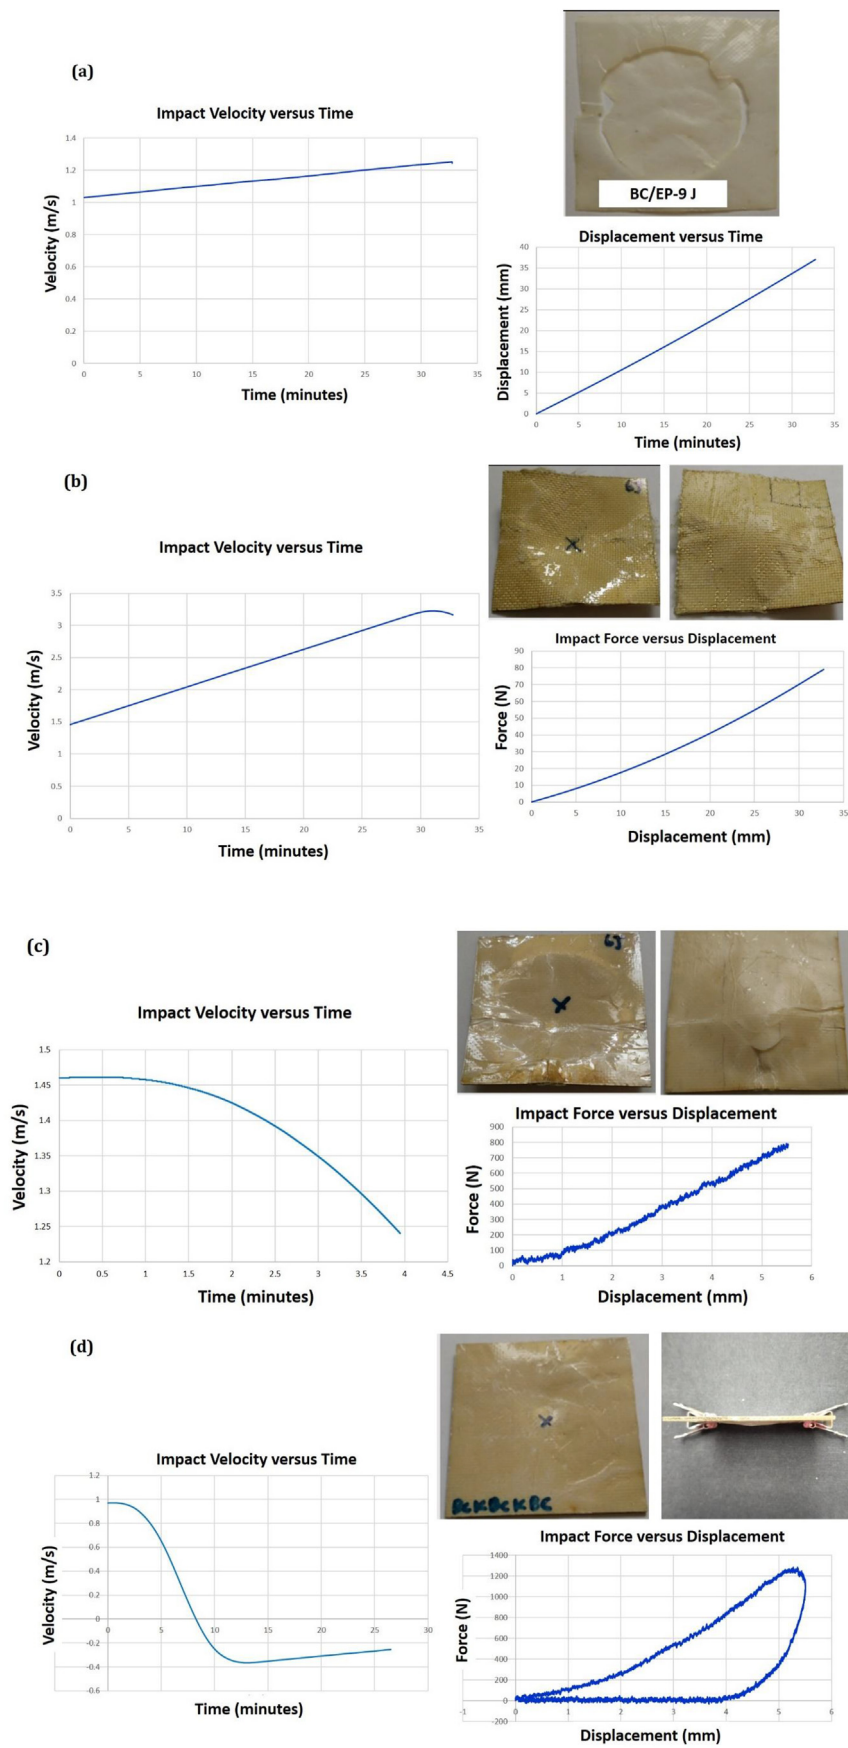 (a)
Impact Velocity versus Time
Velocity (m/s)
1.4
1.2
1
0.8
0.6
0.4
0.2
0
0 5 10 15 20 25 30 35
Time (minutes)
BC/EP-9 J
Displacement versus Time
Displacement (mm)
40
35
30
25
20
15
10
5
0
0 5 10 15 20 25 30 35
Time (minutes)
(b)
Impact Velocity versus Time
Velocity (m/s)
3.5
3
2.5
2
1.5
1
0.5
0
0 5 10 15 20 25 30 35
Time (minutes)
X
Impact Force versus Displacement
Force (N)
90
80
70
60
50
40
30
20
10
0
0 5 10 15 20 25 30 35
Displacement (mm)
(c)
Impact Velocity versus Time
Velocity (m/s)
1.5
1.45
1.4
1.35
1.3
1.25
1.2
0 0.5 1 1.5 2 2.5 3 3.5 4 4.5
Time (minutes)
X
Impact Force versus Displacement
Force (N)
900
800
700
600
500
400
300
200
100
0
0 1 2 3 4 5 6
Displacement (mm)
(d)
Impact Velocity versus Time
Velocity (m/s)
1.2
1
0.8
0.6
0.4
0.2
0
-0.2
-0.4
-0.6
0 5 10 15 20 25 30
Time (minutes)
X
BC K BC K BC
Impact Force versus Displacement
Force (N)
1400
1200
1000
800
600
400
200
0
-200
-1 0 1 2 3 4 5 6
Displacement (mm)